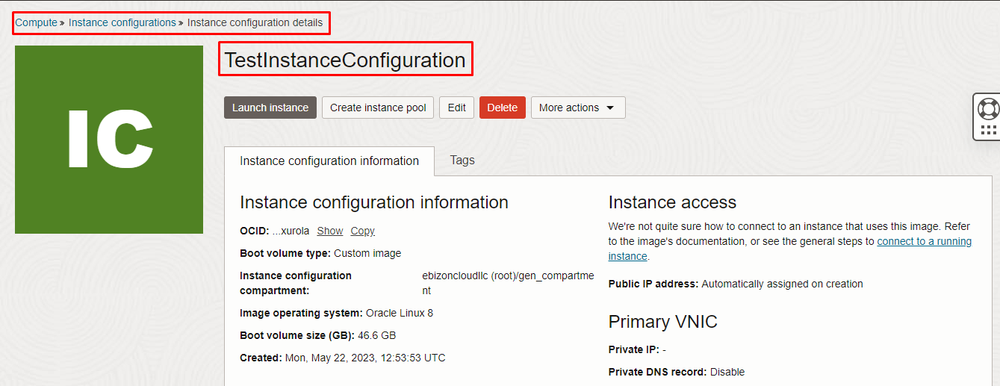 Compute » Instance configurations » Instance configuration details
IC
TestInstanceConfiguration
Launch instance Create instance pool Edit Delete More actions
Instance configuration information Tags
Instance configuration information
OCID: ...xurola Show Copy
Boot volume type: Custom image
Instance configuration compartment:
ebizoncloudllc (root)/gen_compartme
nt
Image operating system: Oracle Linux 8
Boot volume size (GB): 46.6 GB
Created: Mon, May 22, 2023, 12:53:53 UTC
Instance access
We're not quite sure how to connect to an instance that uses this image. Refer
to the image's documentation, or see the general steps to connect to a running
instance.
Public IP address: Automatically assigned on creation
Primary VNIC
Private IP: -
Private DNS record: Disable